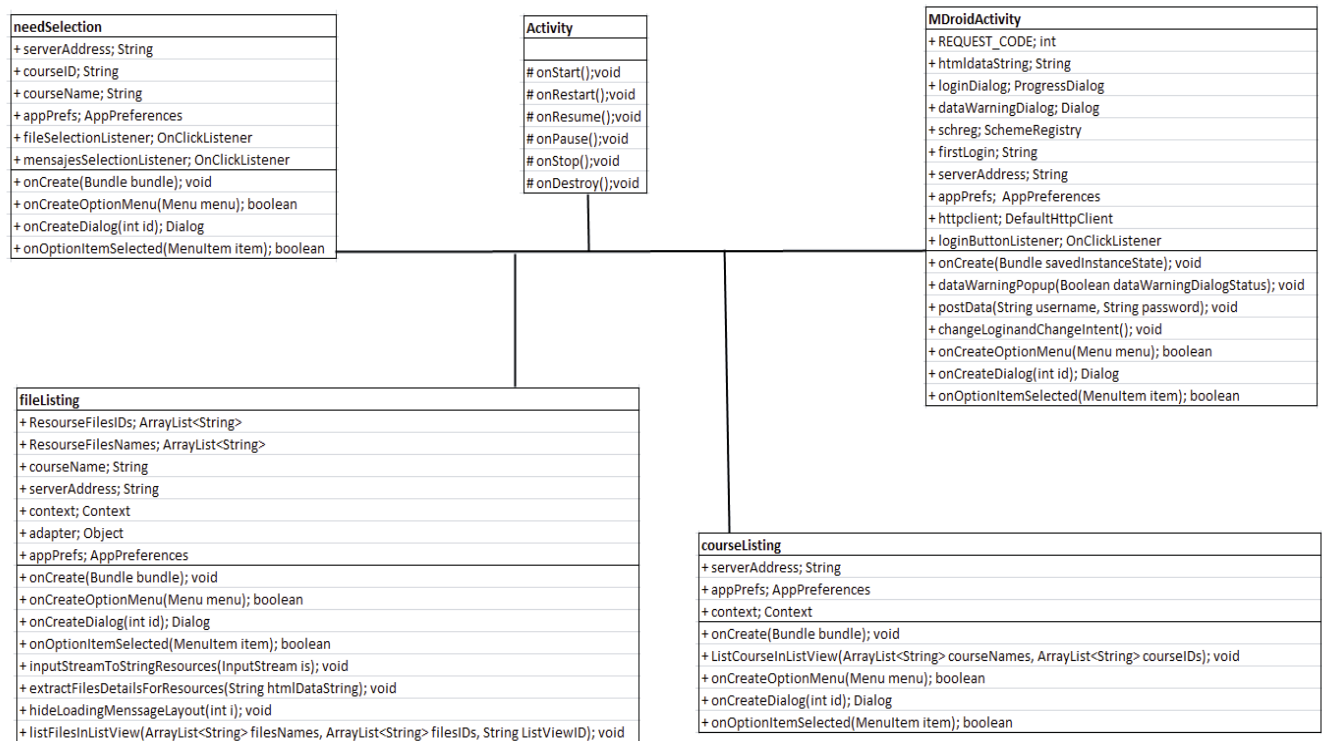 needSelection
+ serverAddress; String
+ courseID; String
+ courseName; String
+ appPrefs; AppPreferences
+ fileSelectionListener; OnClickListener
+ mensajesSelectionListener; OnClickListener
+ onCreate(Bundle bundle); void
+ onCreateOptionMenu(Menu menu); boolean
+ onCreateDialog(int id); Dialog
+ onOptionItemSelected(MenuItem item); boolean
Activity
# onStart();void
# onRestart();void
# onResume();void
# onPause();void
# onStop();void
# onDestroy();void
MDroidActivity
+ REQUEST_CODE; int
+ htmldataString; String
+ loginDialog; ProgressDialog
+ dataWarningDialog; Dialog
+ schreg; SchemeRegistry
+ firstLogin; String
+ serverAddress; String
+ appPrefs; AppPreferences
+ httpclient; DefaultHttpClient
+ loginButtonListener; OnClickListener
+ onCreate(Bundle savedInstanceState); void
+ dataWarningPopup(Boolean dataWarningDialogStatus); void
+ postData(String username, String password); void
+ changeLoginandChangeIntent(); void
+ onCreateOptionMenu(Menu menu); boolean
+ onCreateDialog(int id); Dialog
+ onOptionItemSelected(MenuItem item); boolean
fileListing
+ ResourseFilesIDs; ArrayList<String>
+ ResourseFilesNames; ArrayList<String>
+ courseName; String
+ serverAddress; String
+ context; Context
+ adapter; Object
+ appPrefs; AppPreferences
+ onCreate(Bundle bundle); void
+ onCreateOptionMenu(Menu menu); boolean
+ onCreateDialog(int id); Dialog
+ onOptionItemSelected(MenuItem item); boolean
+ inputStreamToStringResources(InputStream is); void
+ extractFilesDetailsForResources(String htmlDataString); void
+ hideLoadingMenssageLayout(int i); void
+ listFilesInListView(ArrayList<String> filesNames, ArrayList<String> filesIDs, String ListViewID); void
courseListing
+ serverAddress; String
+ appPrefs; AppPreferences
+ context; Context
+ onCreate(Bundle bundle); void
+ ListCourseInListView(ArrayList<String> courseNames, ArrayList<String> courseIDs); void
+ onCreateOptionMenu(Menu menu); boolean
+ onCreateDialog(int id); Dialog
+ onOptionItemSelected(MenuItem item); boolean